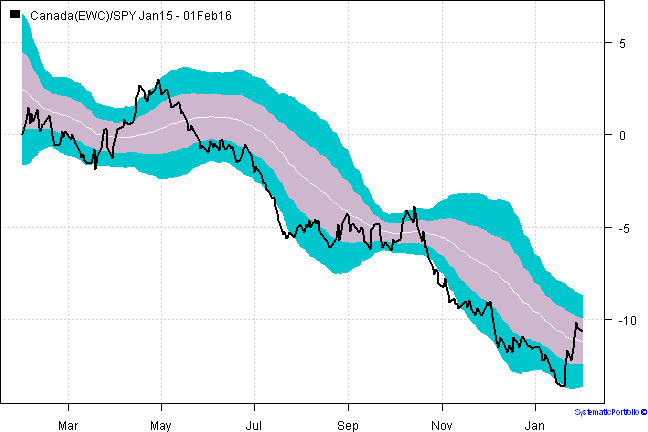 Canada(EWC)/SPY Jan15 - 01Feb16
5
0
-5
-10
Mar May Jul Sep Nov Jan
SystematicPortfolio ©